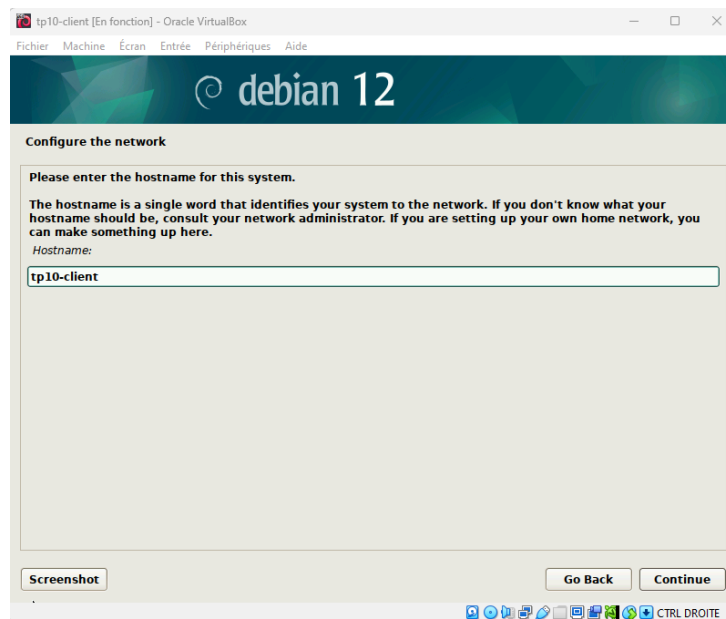 tp10-client [En fonction] - Oracle VirtualBox
Fichier Machine Écran Entrée Périphériques Aide
debian 12
Configure the network
Please enter the hostname for this system.
The hostname is a single word that identifies your system to the network. If you don't know what your
hostname should be, consult your network administrator. If you are setting up your own home network, you
can make something up here.
Hostname:
tp10-client
Screenshot
Go Back
Continue
CTRL DROITE